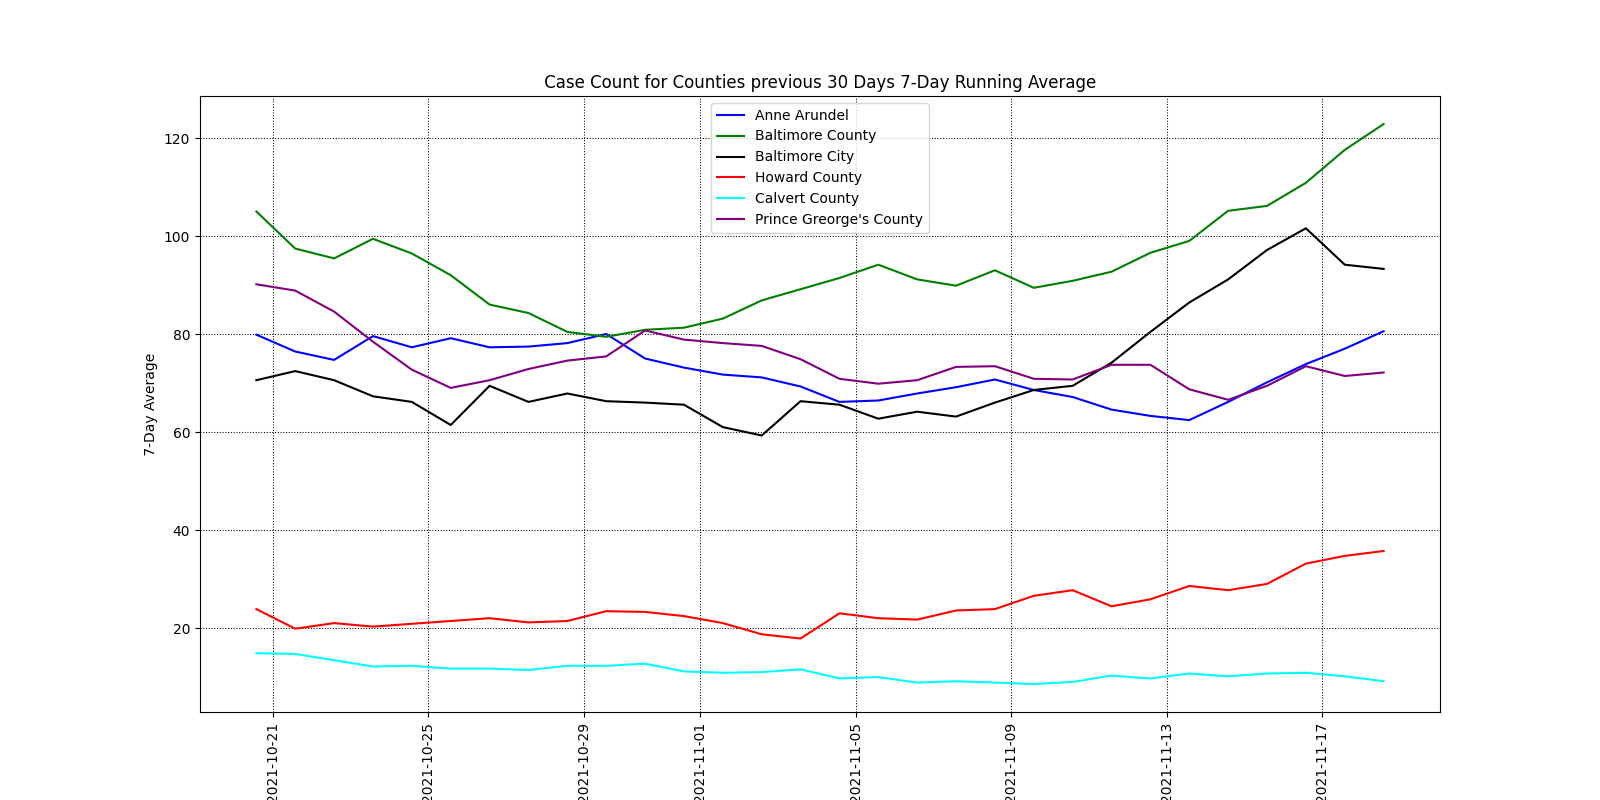 Case Count for Counties previous 30 Days 7-Day Running Average
Anne Arundel
Baltimore County
Baltimore City
Howard County
Calvert County
Prince Greorge's County
7-Day Average
120
100
80
60
40
20
2021-10-21
2021-10-25
2021-10-29
2021-11-01
2021-11-05
2021-11-09
2021-11-13
2021-11-17